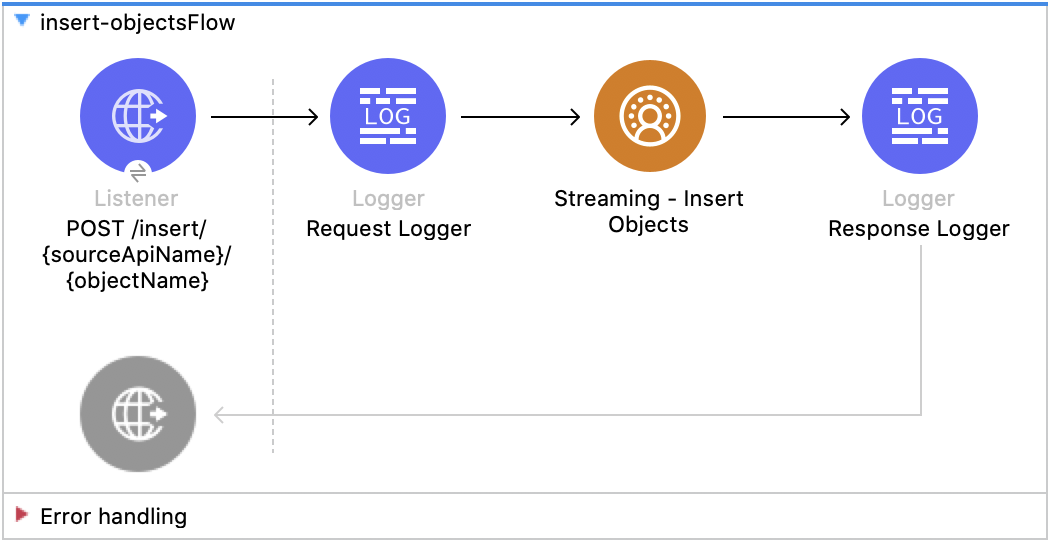 insert-objectsFlow
LOG
LOG
Listener
Logger
Streaming - Insert
Objects
Logger
POST /insert/
{sourceApiName}/
{objectName}
Request Logger
Response Logger
Error handling